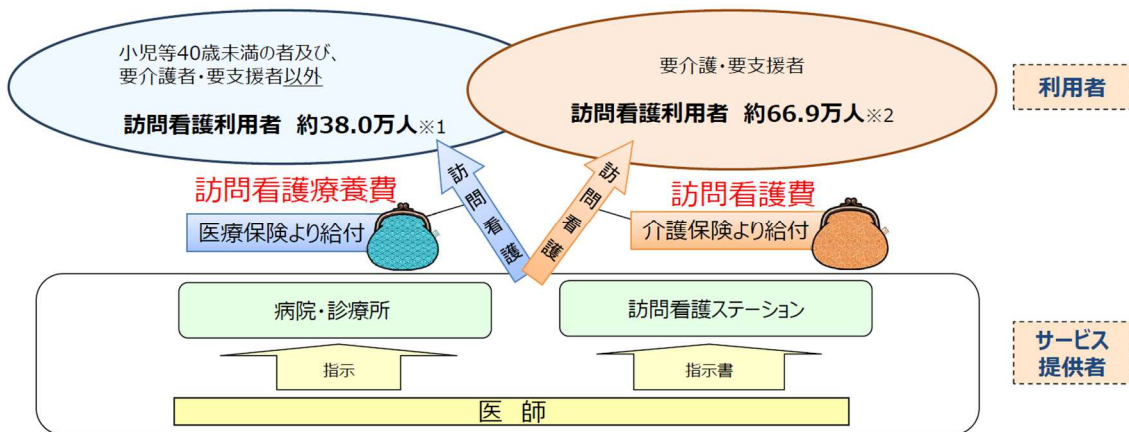 小児等40歳未満の者及び、
要介護者・要支援者以外
訪問看護利用者 約38.0万人※1
要介護・要支援者
訪問看護利用者 約66.9万人※2
利用者
訪問看護療養費
医療保険より給付
訪問看護
訪問看護
訪問看護費
介護保険より給付
病院・診療所
訪問看護ステーション
指示
指示書
医 師
サービス
提供者